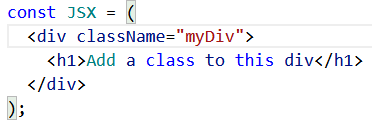 const JSX = (
  <div className="myDiv">
    <h1>Add a class to this div</h1>
  </div>
);